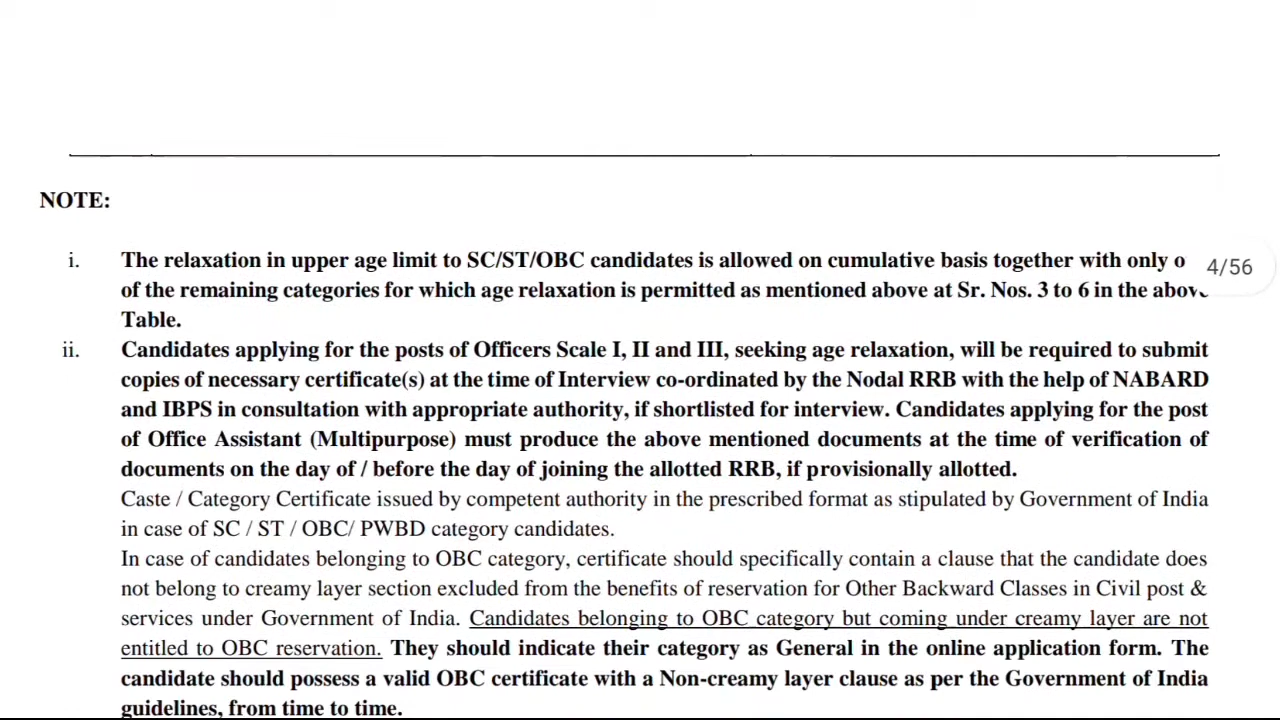 NOTE:
i. The relaxation in upper age limit to SC/ST/OBC candidates is allowed on cumulative basis together with only
4/56
of the remaining categories for which age relaxation is permitted as mentioned above at Sr. Nos. 3 to 6 in the above
Table.
ii. Candidates applying for the posts of Officers Scale I, II and III, seeking age relaxation, will be required to submit
copies of necessary certificate(s) at the time of Interview co-ordinated by the Nodal RRB with the help of NABARD
and IBPS in consultation with appropriate authority, if shortlisted for interview. Candidates applying for the post
of Office Assistant (Multipurpose) must produce the above mentioned documents at the time of verification of
documents on the day of / before the day of joining the allotted RRB, if provisionally allotted.
Caste / Category Certificate issued by competent authority in the prescribed format as stipulated by Government of India
in case of SC / ST / OBC/ PWBD category candidates.
In case of candidates belonging to OBC category, certificate should specifically contain a clause that the candidate does
not belong to creamy layer section excluded from the benefits of reservation for Other Backward Classes in Civil post &
services under Government of India. Candidates belonging to OBC category but coming under creamy layer are not
entitled to OBC reservation. They should indicate their category as General in the online application form. The
candidate should possess a valid OBC certificate with a Non-creamy layer clause as per the Government of India
guidelines, from time to time.